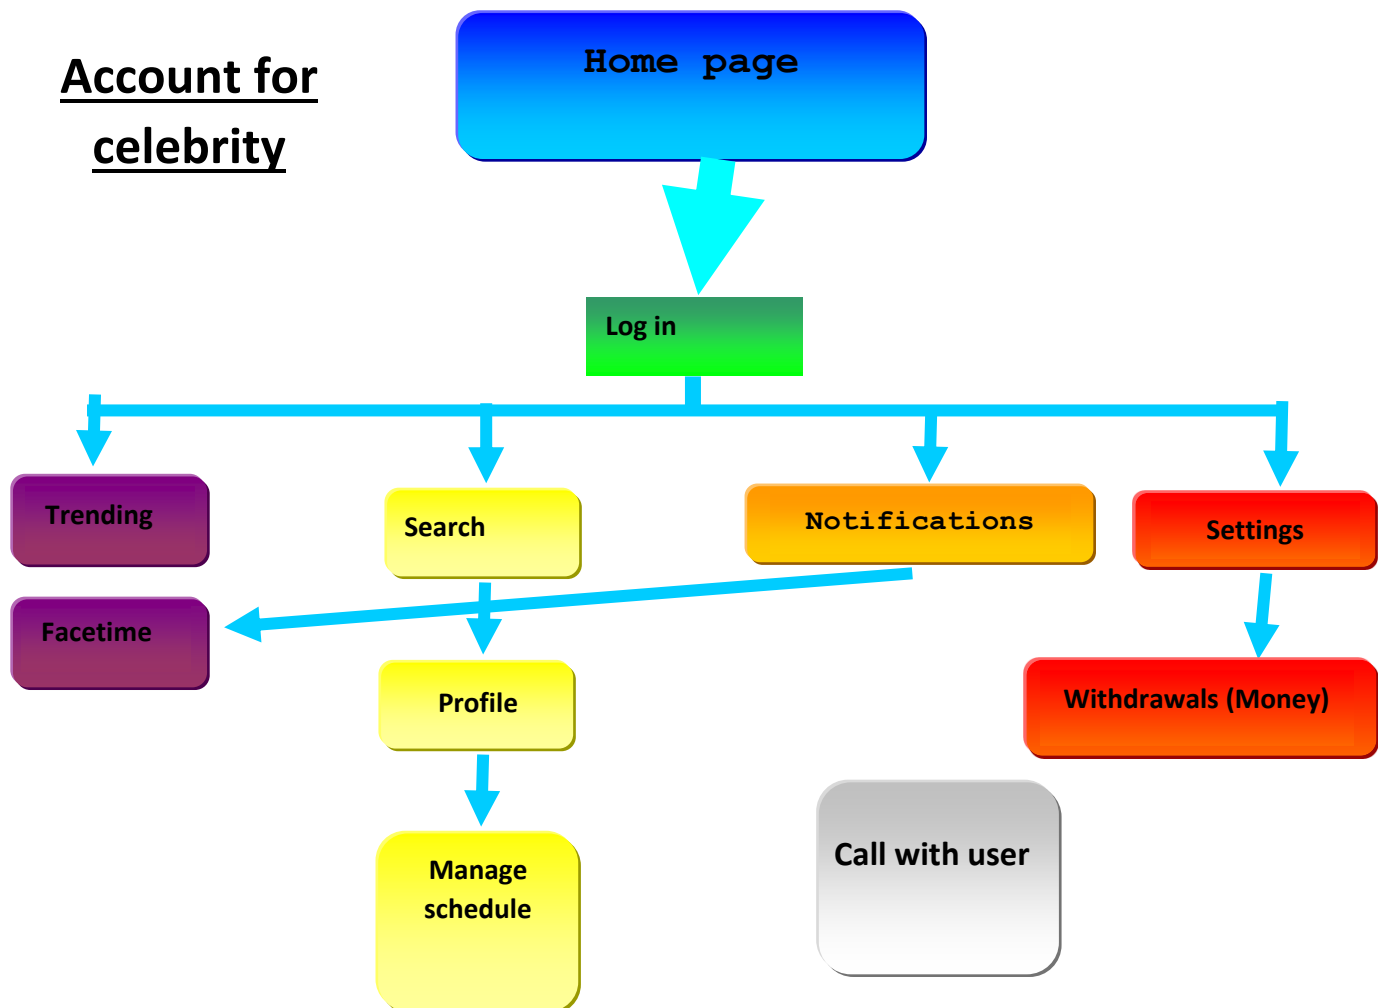 Account for
celebrity
Home page
Log in
Trending
Search
Notifications
Settings
Facetime
Profile
Withdrawals (Money)
Call with user
Manage
schedule